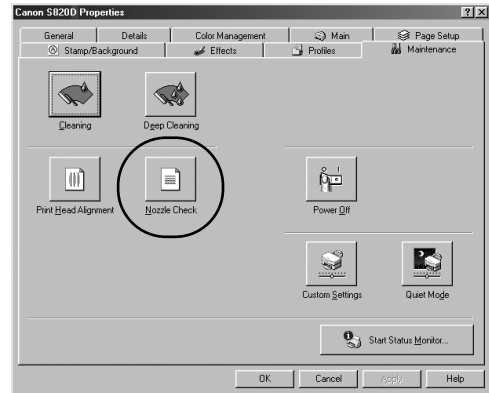 Canon S820D Properties
General Details Color Management Main Page Setup
Stamp/Background Effects Profiles Maintenance
Cleaning Deep Cleaning
Print Head Alignment Nozzle Check Power Off
Custom Settings Quiet Mode
Start Status Monitor...
OK Cancel Apply Help